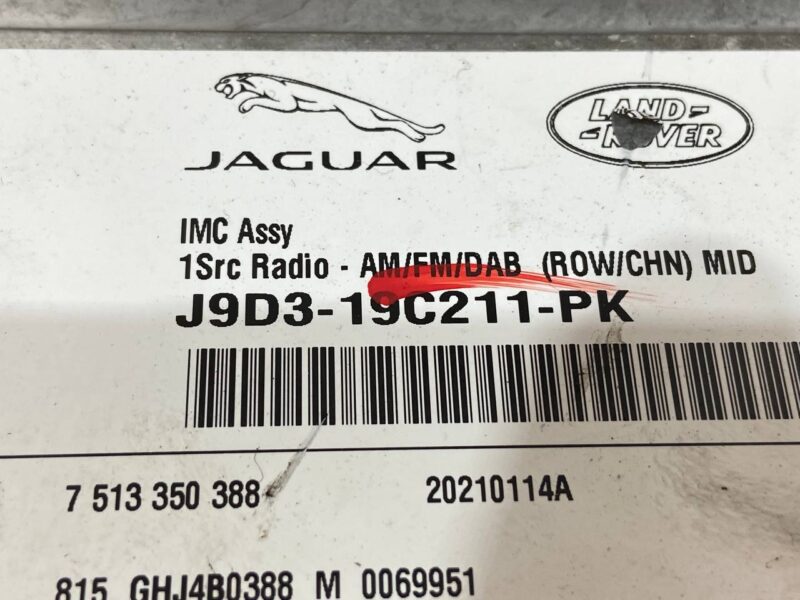 JAGUAR
LAND-
-ROVER
IMC Assy
1Src Radio - AM/FM/DAB (ROW/CHN) MID
J9D3-19C211-PK
7 513 350 388
20210114A
815 GHJ4B0388 M 0069951